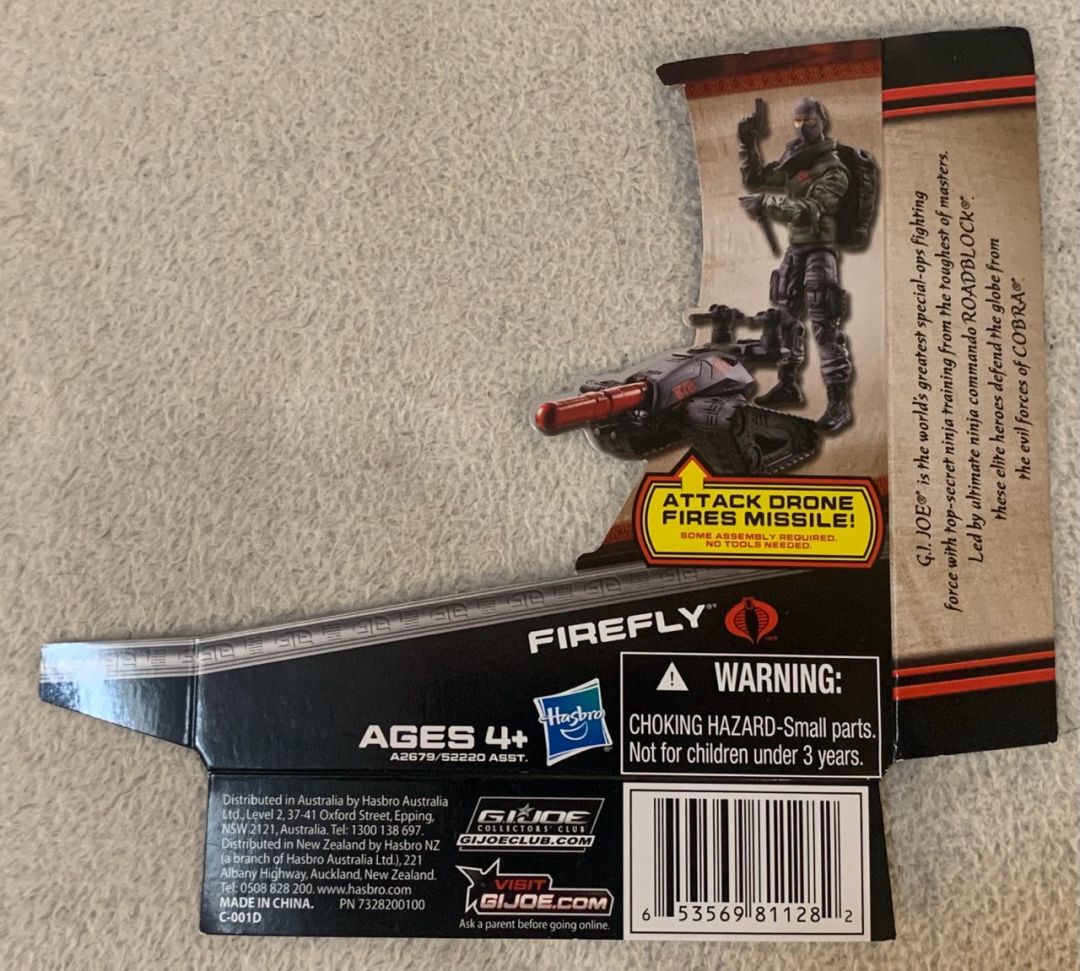 G.I. JOE® is the world's greatest special-ops fighting
force with top-secret ninja training from the toughest of masters.
Led by ultimate ninja commando ROADBLOCK®,
these elite heroes defend the globe from
the evil forces of COBRA®.
ATTACK DRONE
FIRES MISSILE!
SOME ASSEMBLY REQUIRED.
NO TOOLS NEEDED.
FIREFLY™
WARNING:
CHOKING HAZARD-Small parts.
Not for children under 3 years.
Hasbro
AGES 4+
A2679/52220 ASST.
Distributed in Australia by Hasbro Australia
Ltd., Level 2, 37-41 Oxford Street, Epping,
NSW 2121, Australia. Tel: 1300 138 697.
Distributed in New Zealand by Hasbro NZ
(a branch of Hasbro Australia Ltd.), 221
Albany Highway, Auckland, New Zealand.
Tel: 0508 828 200. www.hasbro.com
MADE IN CHINA. PN 7328200100
C-001D
G.I. JOE
COLLECTORS' CLUB
GIJOECLUB.COM
VISIT
GIJOE.COM
Ask a parent before going online.
6 53569 81128 2